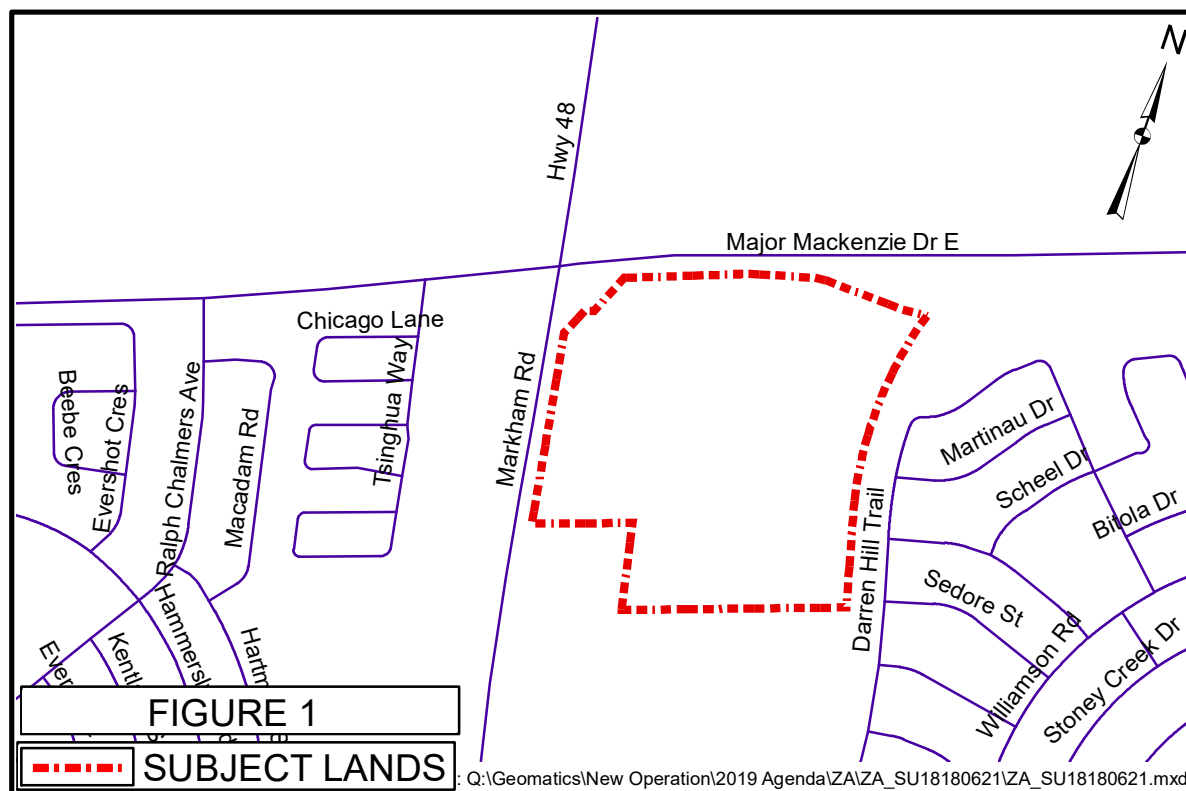 N
Hwy 48
Major Mackenzie Dr E
Chicago Lane
Tsinghua Way
Markham Rd
Beebe Cres
Evershot Cres
Ralph Chalmers Ave
Macadam Rd
Martinau Dr
Scheel Dr
Bitola Dr
Darren Hill Trail
Sedore St
Williamson Rd
Stoney Creek Dr
FIGURE 1
SUBJECT LANDS
: Q:\Geomatics\New Operation\2019 Agenda\ZA\ZA_SU18180621\ZA_SU18180621.mxd